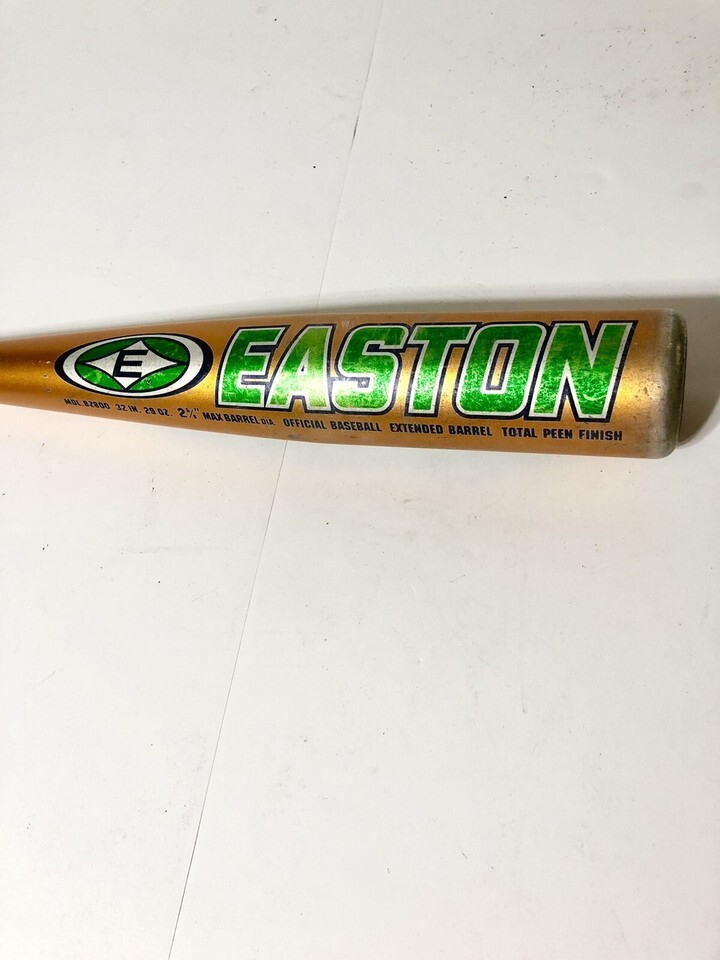 E EASTON
MDL BZ800 32 IN. 29 OZ. 2¾" MAX BARREL DIA. OFFICIAL BASEBALL EXTENDED BARREL TOTAL PEEN FINISH